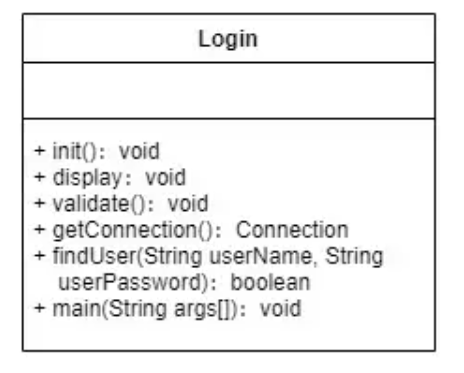 Login
+ init()： void
+ display： void
+ validate()： void
+ getConnection()： Connection
+ findUser(String userName, String
userPassword)： boolean
+ main(String args[])： void